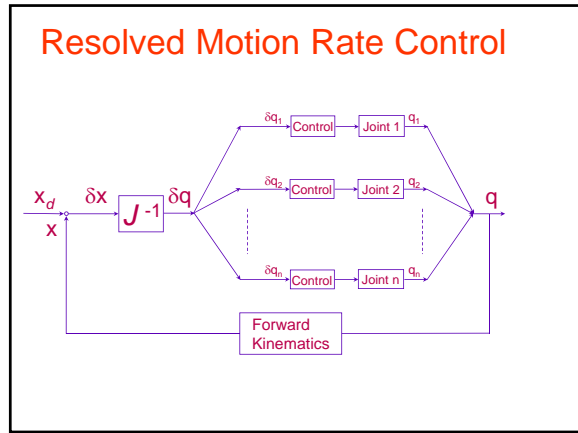 Resolved Motion Rate Control
δq₁ Control Joint 1 q₁
x_d δx J⁻¹ δq δq₂ Control Joint 2 q₂ q
x
δqₙ Control Joint n qₙ
Forward
Kinematics